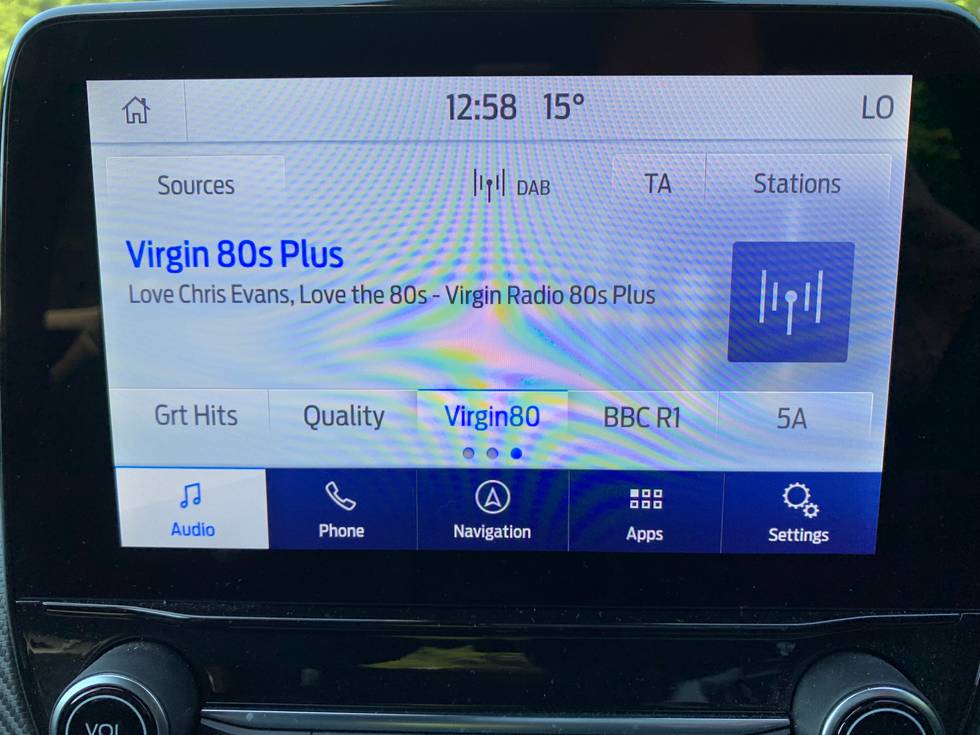 12:58 15° LO
Sources DAB TA Stations
Virgin 80s Plus
Love Chris Evans, Love the 80s - Virgin Radio 80s Plus
Grt Hits Quality Virgin80 BBC R1 5A
Audio Phone Navigation Apps Settings
VOL